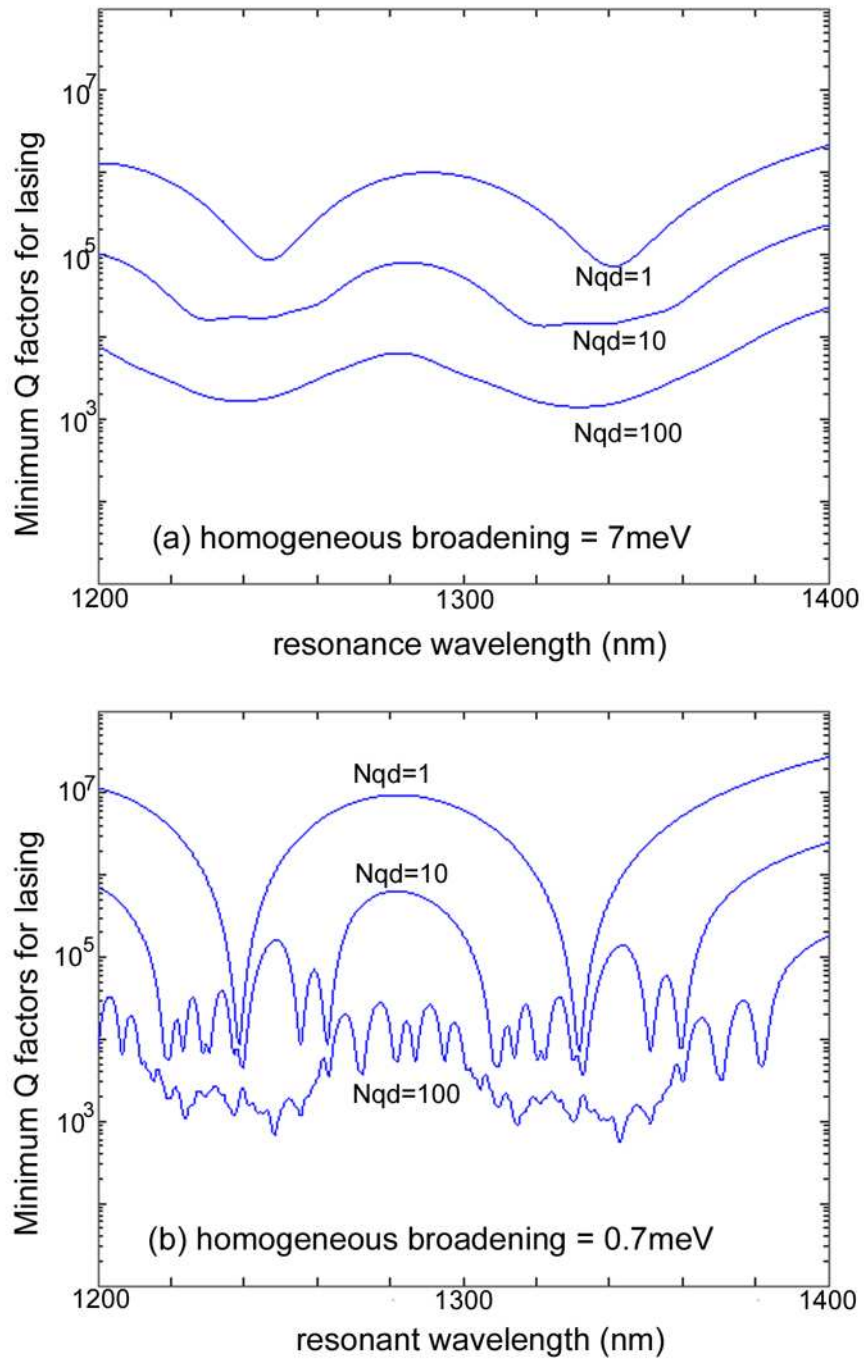 Minimum Q factors for lasing
10^7
10^5
10^3
Nqd=1
Nqd=10
Nqd=100
(a) homogeneous broadening = 7meV
1200
1300
1400
resonance wavelength (nm)
Minimum Q factors for lasing
10^7
10^5
10^3
Nqd=1
Nqd=10
Nqd=100
(b) homogeneous broadening = 0.7meV
1200
1300
1400
resonant wavelength (nm)